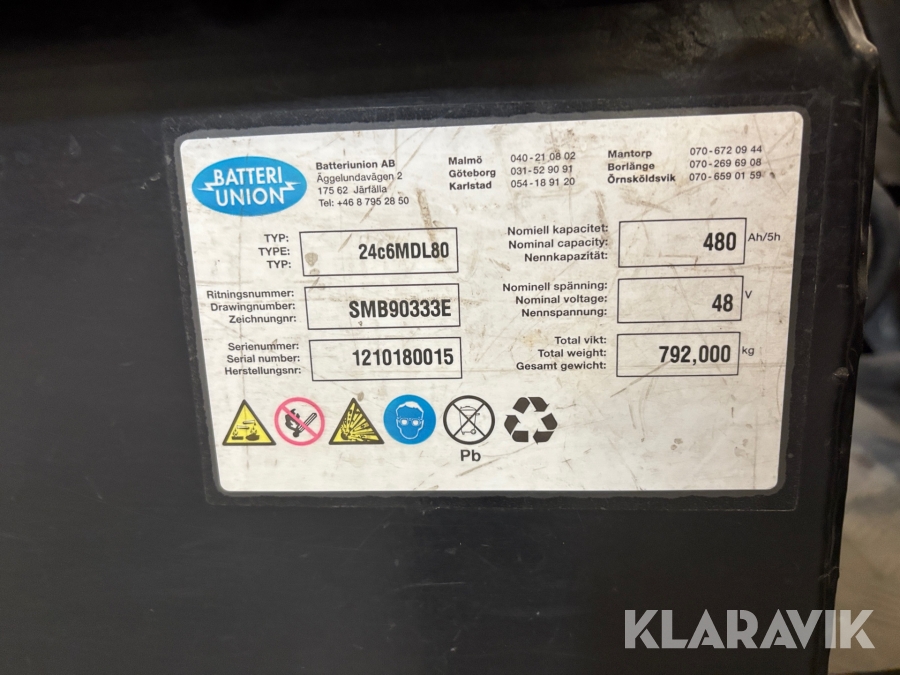 BATTERI
UNION
Batteriunion AB
Äggelundavägen 2
175 62 Järfälla
Tel: +46 8 795 28 50
Malmö 040-21 08 02
Göteborg 031-52 90 91
Karlstad 054-18 91 20
Mantorp 070-672 09 44
Borlänge 070-269 69 08
Örnsköldsvik 070-659 01 59
TYP:
TYPE:
TYP:
24c6MDL80
Ritningsnummer:
Drawingnumber:
Zeichnungnr:
SMB90333E
Serienummer:
Serial number:
Herstellungsnr:
1210180015
Nomiell kapacitet:
Nominal capacity:
Nennkapazität:
480 Ah/5h
Nominell spänning:
Nominal voltage:
Nennspannung:
48 V
Total vikt:
Total weight:
Gesamt gewicht:
792,000 kg
Pb
KLARAVIK